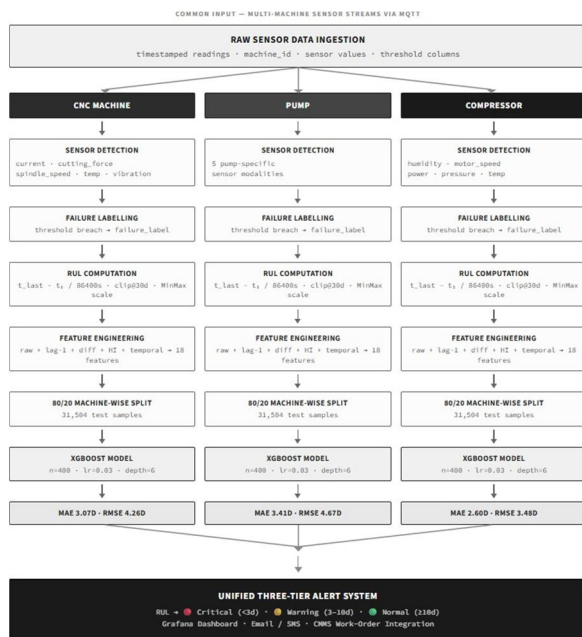 COMMON INPUT — MULTI-MACHINE SENSOR STREAMS VIA MQTT
RAW SENSOR DATA INGESTION
timestamped readings · machine_id · sensor values · threshold columns
CNC MACHINE
SENSOR DETECTION
current · cutting_force
spindle_speed · temp · vibration
FAILURE LABELLING
threshold breach → failure_label
RUL COMPUTATION
t_last - tᵢ / 86400s · clip@30d · MinMax
scale
FEATURE ENGINEERING
raw + lag-1 + diff + HI + temporal → 18
features
80/20 MACHINE-WISE SPLIT
31,504 test samples
XGBOOST MODEL
n=400 · lr=0.03 · depth=6
MAE 3.07D · RMSE 4.26D
PUMP
SENSOR DETECTION
5 pump-specific
sensor modalities
FAILURE LABELLING
threshold breach → failure_label
RUL COMPUTATION
t_last - tᵢ / 86400s · clip@30d · MinMax
scale
FEATURE ENGINEERING
raw + lag-1 + diff + HI + temporal → 18
features
80/20 MACHINE-WISE SPLIT
31,504 test samples
XGBOOST MODEL
n=400 · lr=0.03 · depth=6
MAE 3.41D · RMSE 4.67D
COMPRESSOR
SENSOR DETECTION
humidity · motor_speed
power · pressure · temp
FAILURE LABELLING
threshold breach → failure_label
RUL COMPUTATION
t_last - tᵢ / 86400s · clip@30d · MinMax
scale
FEATURE ENGINEERING
raw + lag-1 + diff + HI + temporal → 18
features
80/20 MACHINE-WISE SPLIT
31,504 test samples
XGBOOST MODEL
n=400 · lr=0.03 · depth=6
MAE 2.60D · RMSE 3.48D
UNIFIED THREE-TIER ALERT SYSTEM
RUL → 🔴 Critical (<3d) · 🟡 Warning (3–10d) · 🟢 Normal (≥10d)
Grafana Dashboard · Email / SMS · CMMS Work-Order Integration